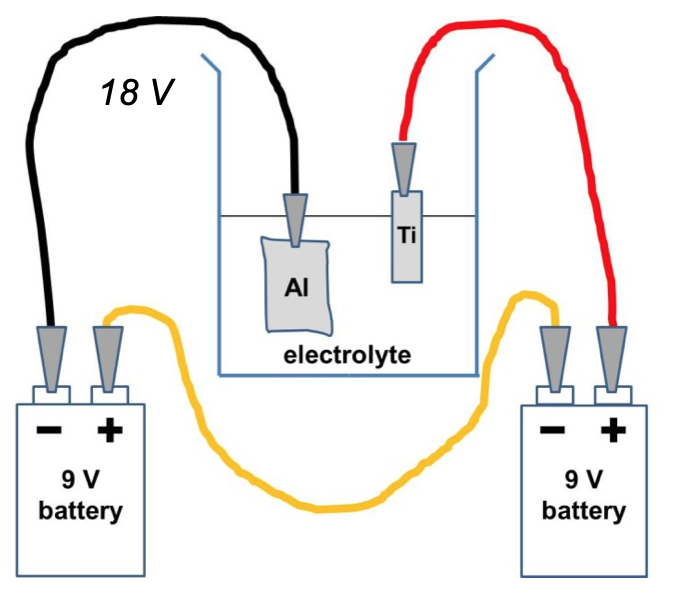 18 V
Ti
Al
electrolyte
− +
9 V
battery
− +
9 V
battery